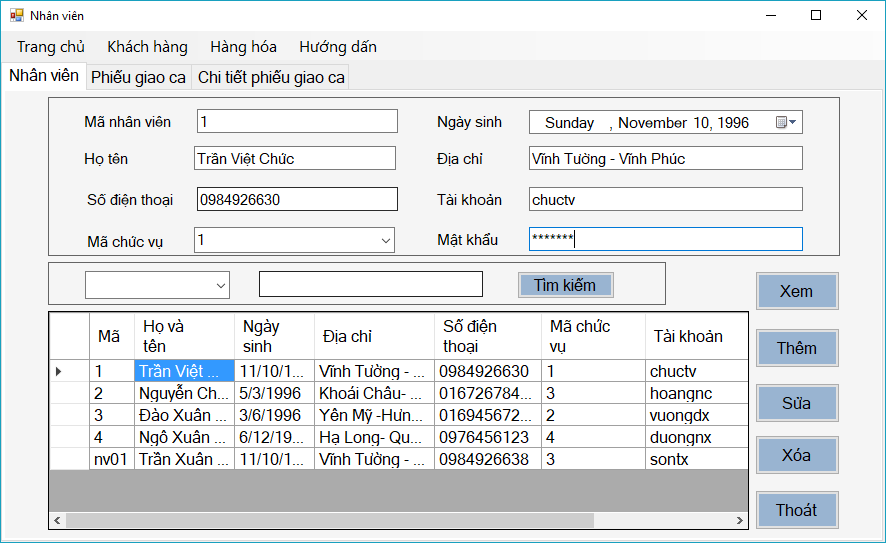 Nhân viên
Trang chủ Khách hàng Hàng hóa Hướng dẩn
Nhân viên Phiếu giao ca Chi tiết phiếu giao ca
Mã nhân viên 1 Ngày sinh Sunday , November 10, 1996
Họ tên Trần Việt Chức Địa chỉ Vĩnh Tường - Vĩnh Phúc
Số điện thoại 0984926630 Tài khoản chuctv
Mã chức vụ 1 Mật khẩu *******
Tìm kiếm
Xem
Mã Họ và tên Ngày sinh Địa chỉ Số điện thoại Mã chức vụ Tài khoản
Thêm
1 Trần Việt ... 11/10/1... Vĩnh Tường - ... 0984926630 1 chuctv
2 Nguyễn Ch... 5/3/1996 Khoái Châu- ... 016726784... 3 hoangnc
Sửa
3 Đào Xuân ... 3/6/1996 Yên Mỹ -Hưn... 016945672... 2 vuongdx
4 Ngô Xuân ... 6/12/19... Hạ Long- Qu... 0976456123 4 duongnx
nv01 Trần Xuân ... 11/10/1... Vĩnh Tường - ... 0984926638 3 sontx
Xóa
Thoát